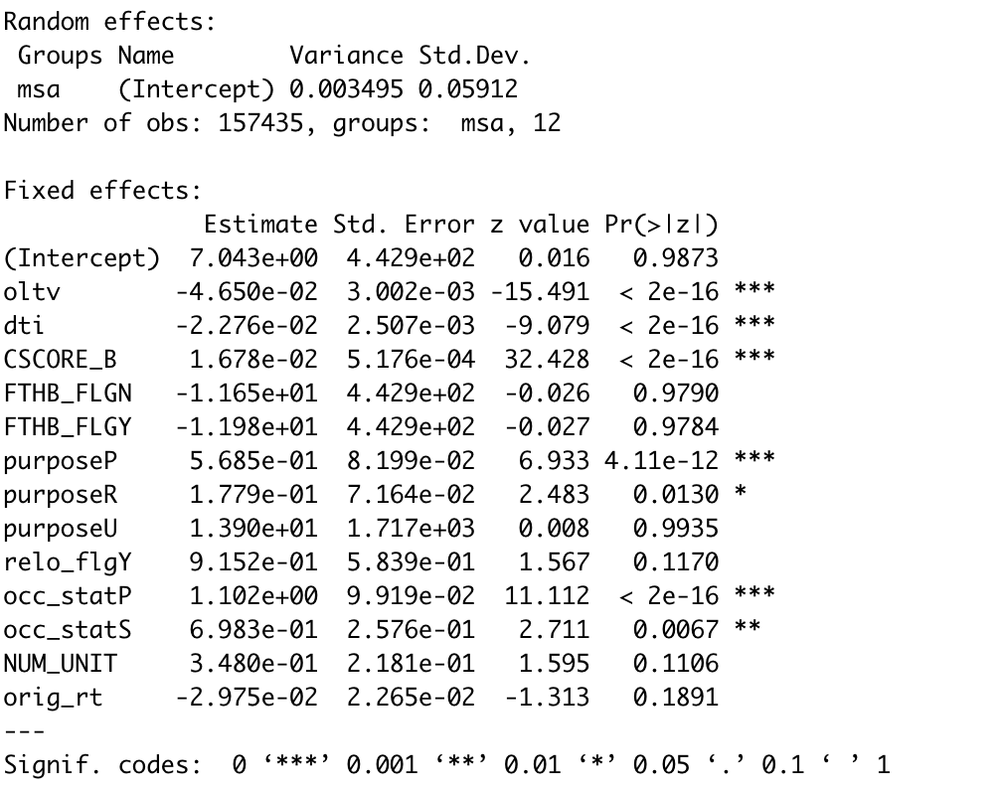 Random effects:
 Groups Name        Variance Std.Dev.
 msa    (Intercept) 0.003495 0.05912
Number of obs: 157435, groups:  msa, 12

Fixed effects:
              Estimate Std. Error z value Pr(>|z|)
(Intercept)  7.043e+00  4.429e+02   0.016   0.9873
oltv        -4.650e-02  3.002e-03 -15.491  < 2e-16 ***
dti         -2.276e-02  2.507e-03  -9.079  < 2e-16 ***
CSCORE_B     1.678e-02  5.176e-04  32.428  < 2e-16 ***
FTHB_FLGN   -1.165e+01  4.429e+02  -0.026   0.9790
FTHB_FLGY   -1.198e+01  4.429e+02  -0.027   0.9784
purposeP     5.685e-01  8.199e-02   6.933 4.11e-12 ***
purposeR     1.779e-01  7.164e-02   2.483   0.0130 *
purposeU     1.390e+01  1.717e+03   0.008   0.9935
relo_flgY    9.152e-01  5.839e-01   1.567   0.1170
occ_statP    1.102e+00  9.919e-02  11.112  < 2e-16 ***
occ_statS    6.983e-01  2.576e-01   2.711   0.0067 **
NUM_UNIT     3.480e-01  2.181e-01   1.595   0.1106
orig_rt     -2.975e-02  2.265e-02  -1.313   0.1891
---
Signif. codes:  0 ‘***’ 0.001 ‘**’ 0.01 ‘*’ 0.05 ‘.’ 0.1 ‘ ’ 1